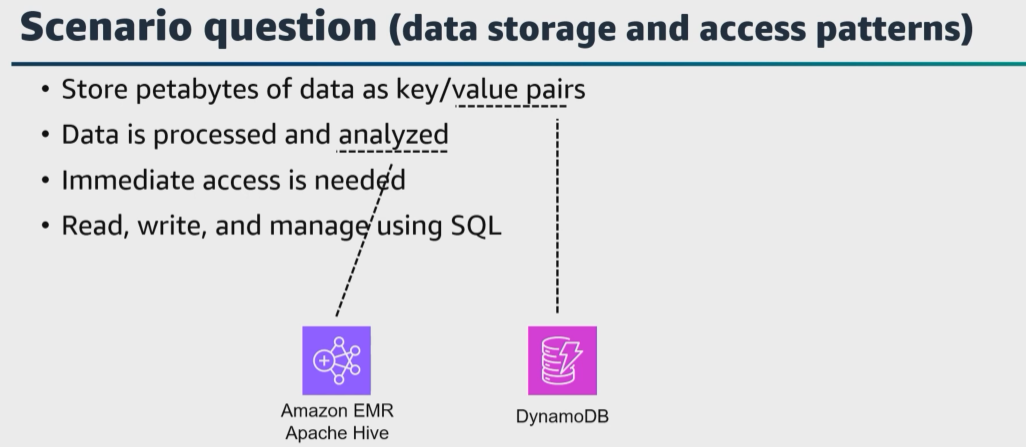 Scenario question (data storage and access patterns)
• Store petabytes of data as key/value pairs
• Data is processed and analyzed
• Immediate access is needed
• Read, write, and manage using SQL
Amazon EMR
Apache Hive
DynamoDB